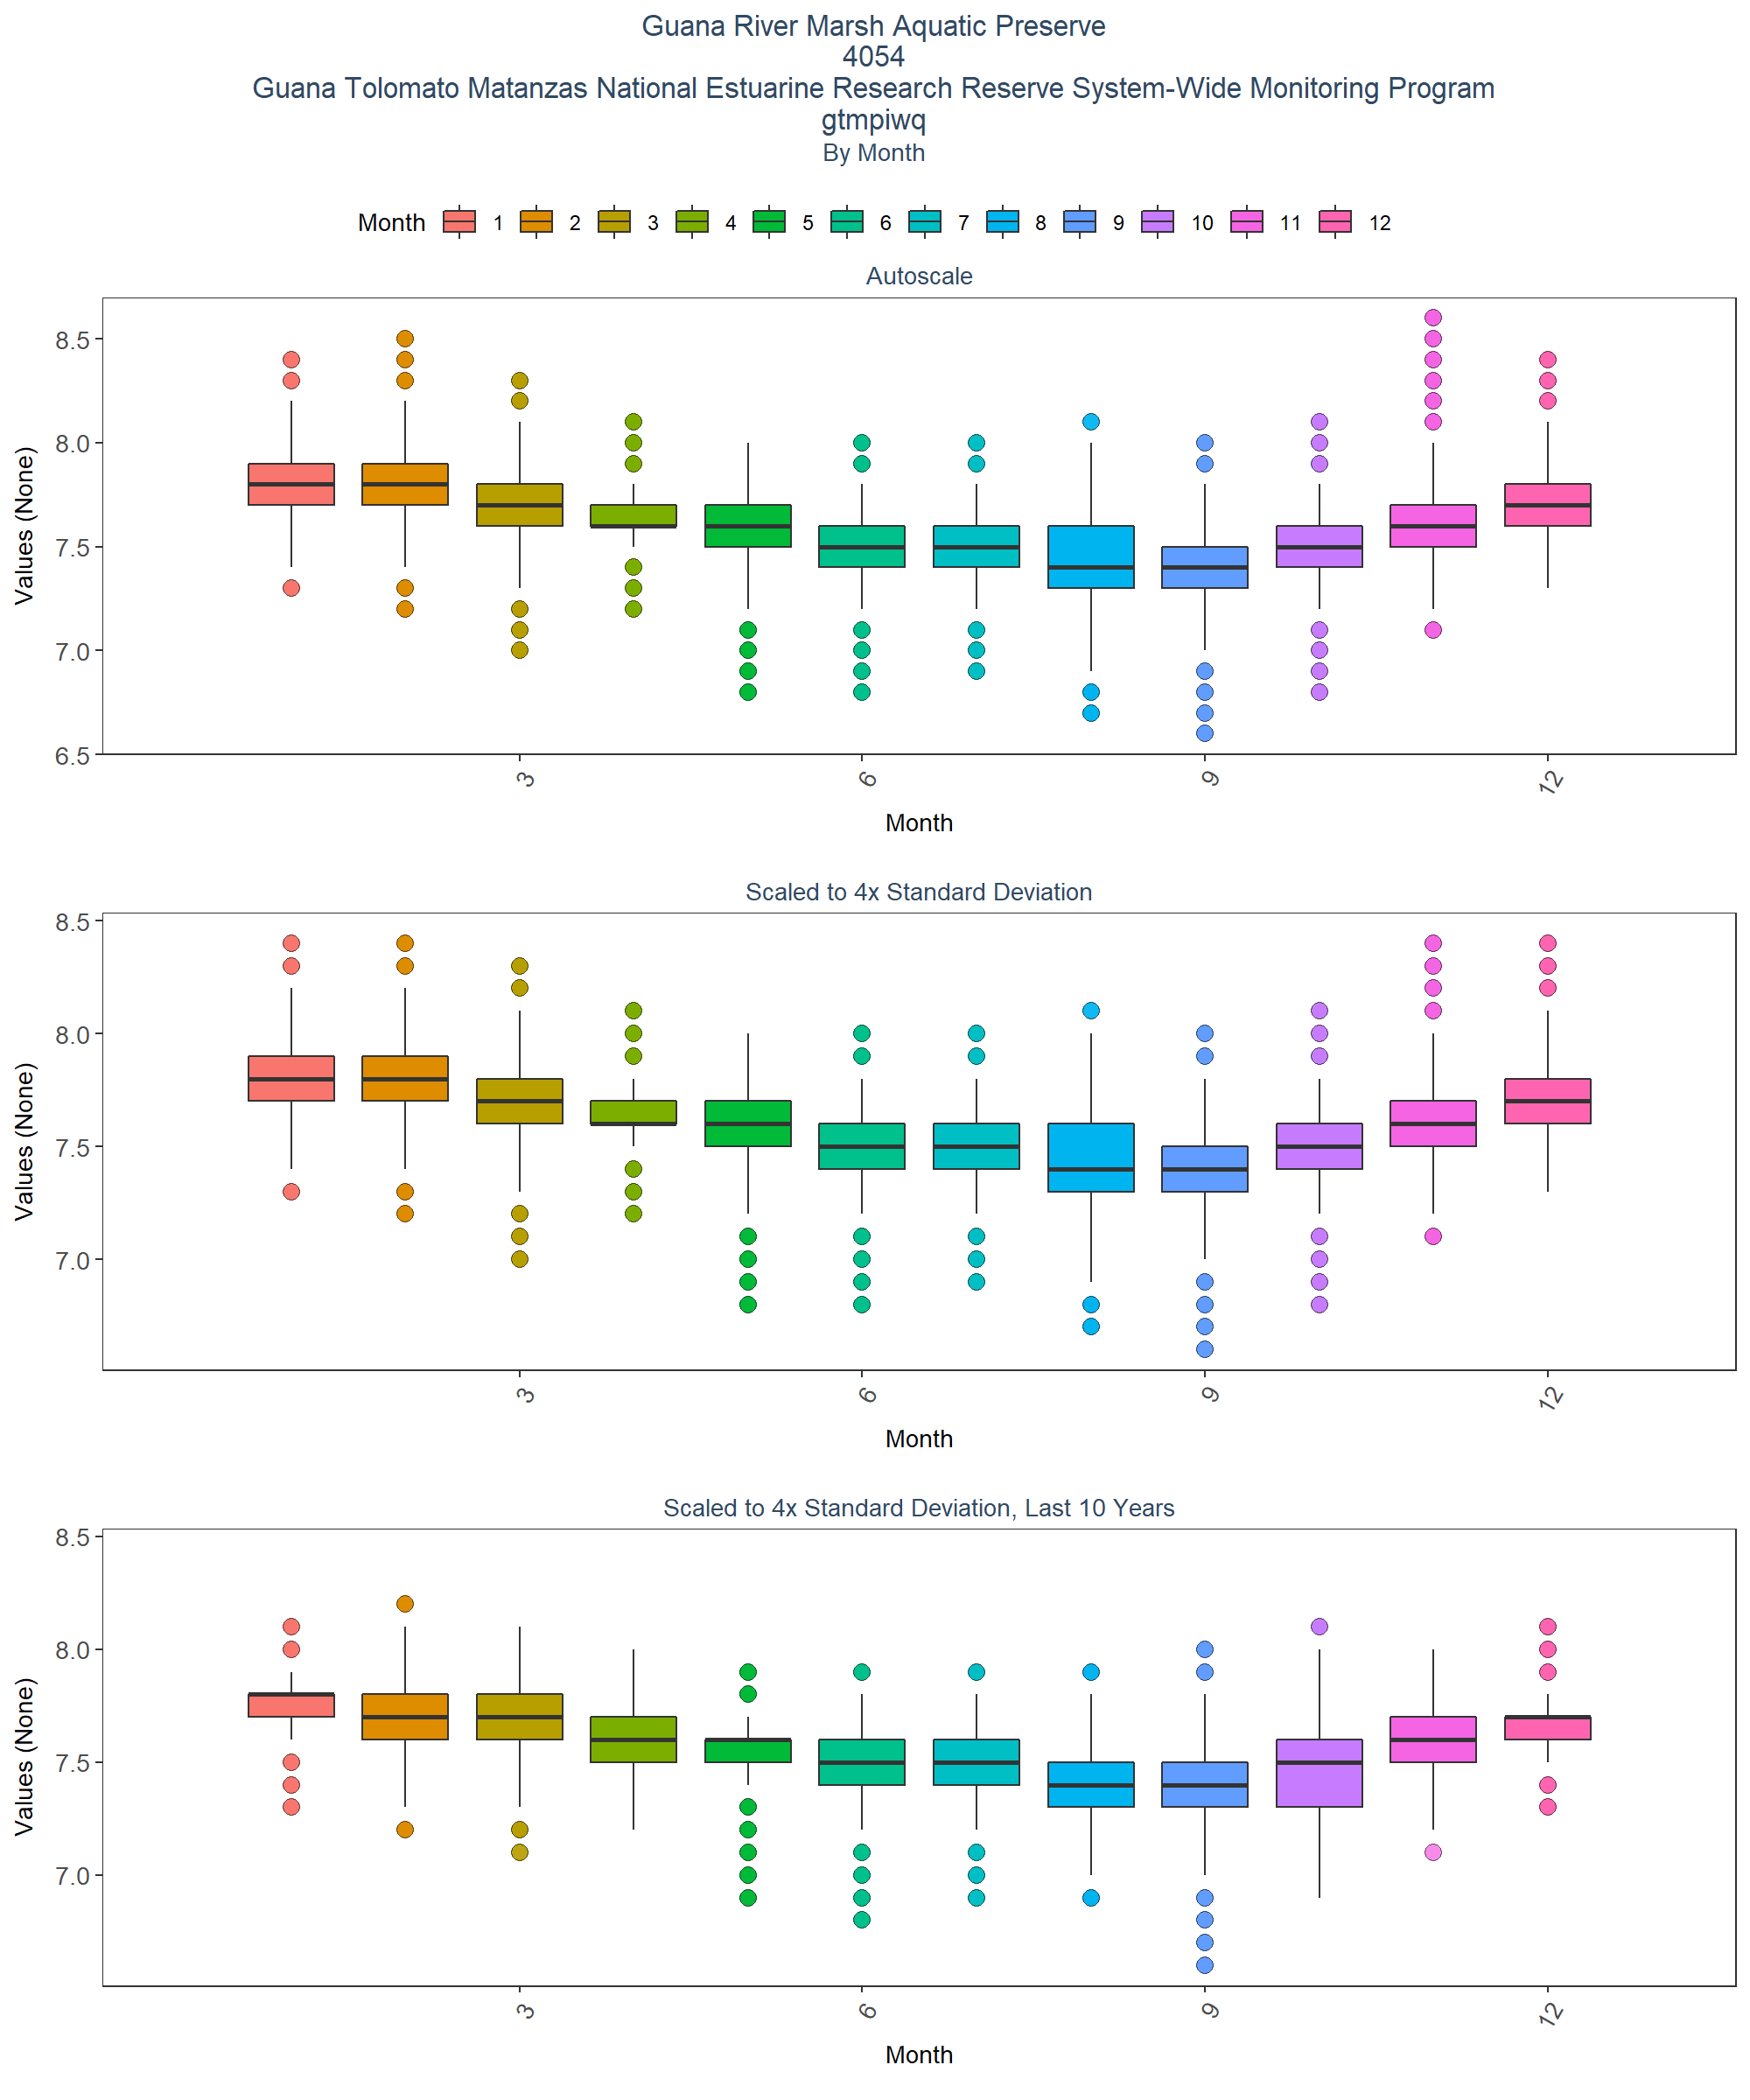 Guana River Marsh Aquatic Preserve
4054
Guana Tolomato Matanzas National Estuarine Research Reserve System-Wide Monitoring Program
gtmpiwq
By Month
Month 1 2 3 4 5 6 7 8 9 10 11 12
Autoscale
Values (None)
8.5
8.0
7.5
7.0
6.5
3 6 9 12
Month
Scaled to 4x Standard Deviation
Values (None)
8.5
8.0
7.5
7.0
3 6 9 12
Month
Scaled to 4x Standard Deviation, Last 10 Years
Values (None)
8.5
8.0
7.5
7.0
3 6 9 12
Month